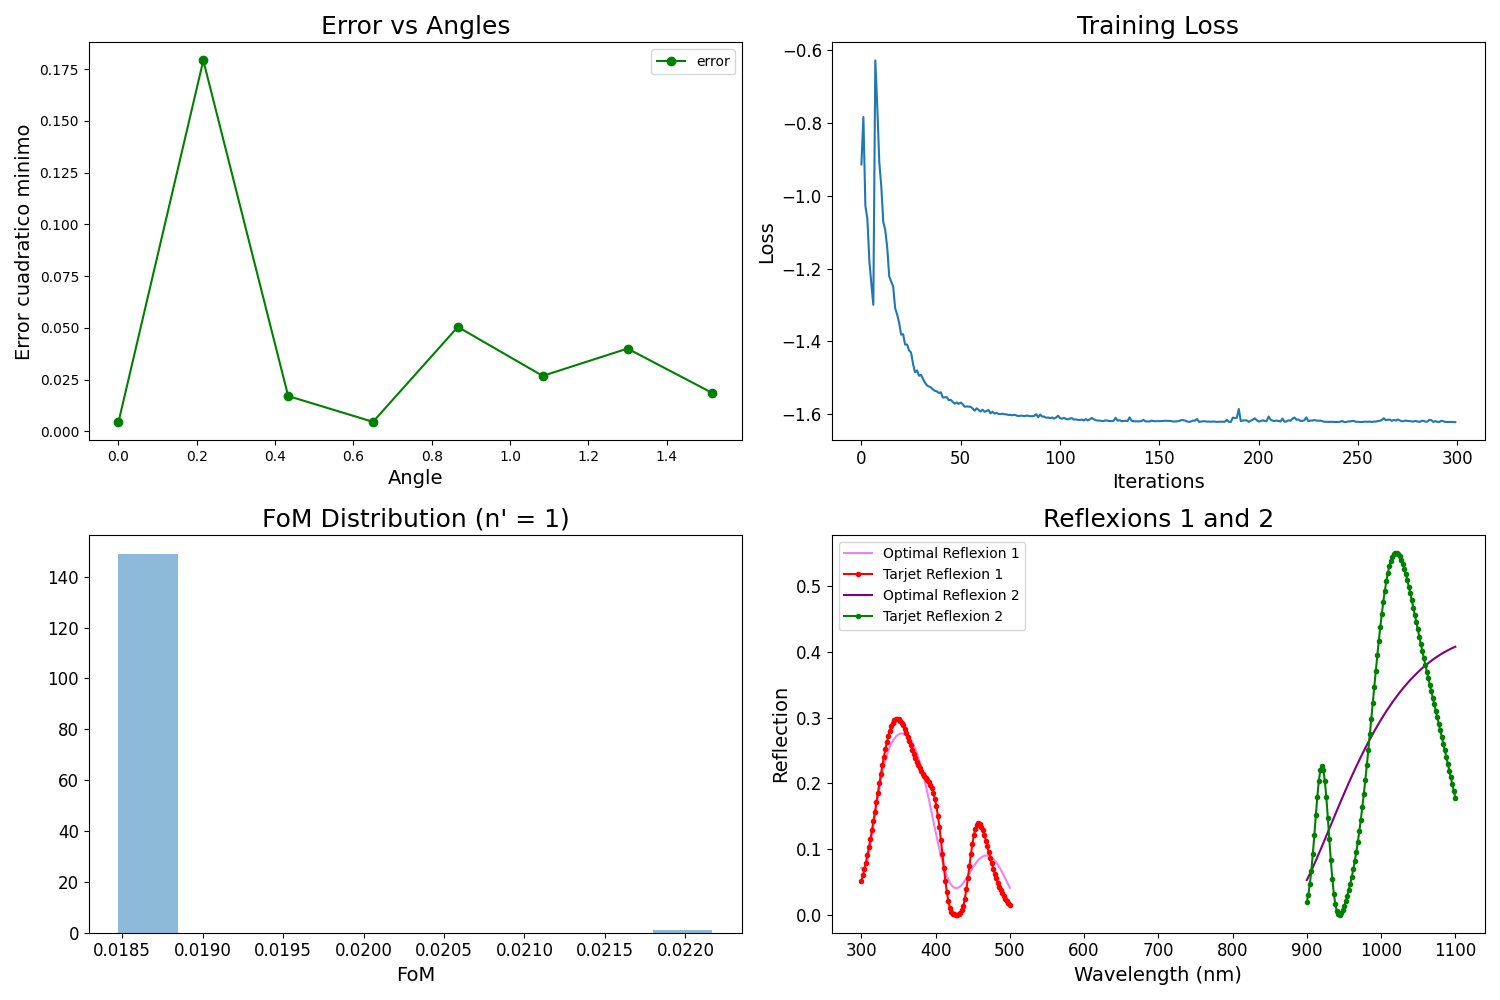 Error vs Angles
Error cuadratico minimo
0.175
0.150
0.125
0.100
0.075
0.050
0.025
0.000
error
0.0 0.2 0.4 0.6 0.8 1.0 1.2 1.4
Angle
Training Loss
Loss
−0.6
−0.8
−1.0
−1.2
−1.4
−1.6
0 50 100 150 200 250 300
Iterations
FoM Distribution (n' = 1)
140
120
100
80
60
40
20
0
0.0185 0.0190 0.0195 0.0200 0.0205 0.0210 0.0215 0.0220
FoM
Reflexions 1 and 2
Reflection
0.5
0.4
0.3
0.2
0.1
0.0
Optimal Reflexion 1
Tarjet Reflexion 1
Optimal Reflexion 2
Tarjet Reflexion 2
300 400 500 600 700 800 900 1000 1100
Wavelength (nm)